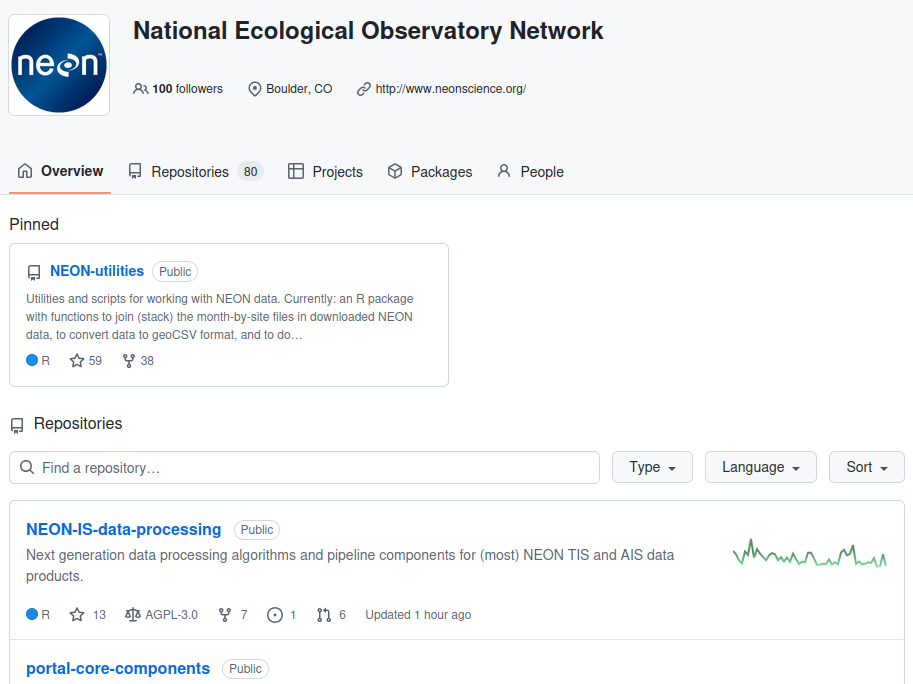 neon
National Ecological Observatory Network
100 followers Boulder, CO http://www.neonscience.org/
Overview Repositories 80 Projects Packages People
Pinned
NEON-utilities Public
Utilities and scripts for working with NEON data. Currently: an R package
with functions to join (stack) the month-by-site files in downloaded NEON
data, to convert data to geoCSV format, and to do…
R 59 38
Repositories
Find a repository… Type Language Sort
NEON-IS-data-processing Public
Next generation data processing algorithms and pipeline components for (most) NEON TIS and AIS data
products.
R 13 AGPL-3.0 7 1 6 Updated 1 hour ago
portal-core-components Public